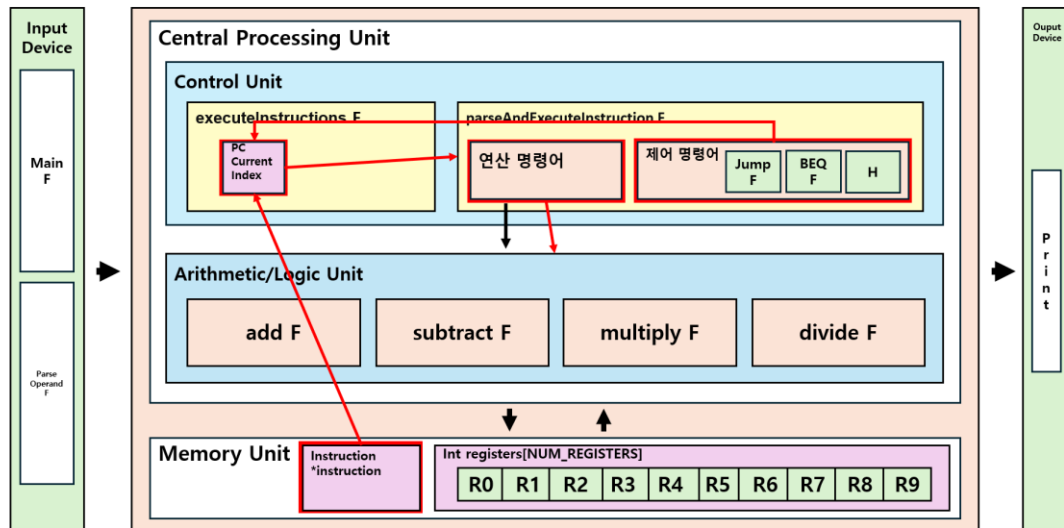 Input
Device
Main
F
Parse
Operand
F
Central Processing Unit
Control Unit
executeInstructions F
PC
Current
Index
parseAndExecuteInstruction F
연산 명령어
제어 명령어
Jump
F
BEQ
F
H
Arithmetic/Logic Unit
add F
subtract F
multiply F
divide F
Memory Unit
Instruction
*instruction
Int registers[NUM_REGISTERS]
R0 R1 R2 R3 R4 R5 R6 R7 R8 R9
Ouput
Device
P
r
i
n
t